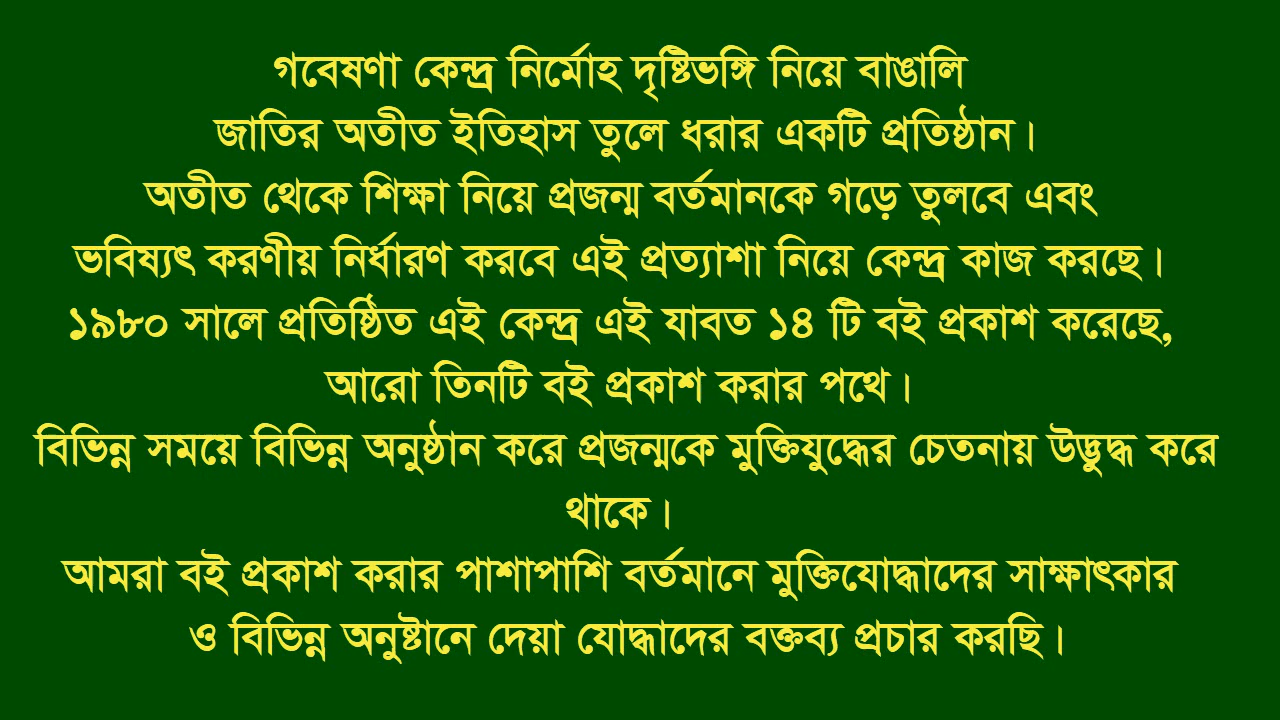 গবেষণা কেন্দ্র নির্মোহ দৃষ্টিভঙ্গি নিয়ে বাঙালি
জাতির অতীত ইতিহাস তুলে ধরার একটি প্রতিষ্ঠান।
অতীত থেকে শিক্ষা নিয়ে প্রজন্ম বর্তমানকে গড়ে তুলবে এবং
ভবিষ্যৎ করণীয় নির্ধারণ করবে এই প্রত্যাশা নিয়ে কেন্দ্র কাজ করছে।
১৯৮০ সালে প্রতিষ্ঠিত এই কেন্দ্র এই যাবত ১৪ টি বই প্রকাশ করেছে,
আরো তিনটি বই প্রকাশ করার পথে।
বিভিন্ন সময়ে বিভিন্ন অনুষ্ঠান করে প্রজন্মকে মুক্তিযুদ্ধের চেতনায় উদ্ভুদ্ধ করে
থাকে।
আমরা বই প্রকাশ করার পাশাপাশি বর্তমানে মুক্তিযোদ্ধাদের সাক্ষাৎকার
ও বিভিন্ন অনুষ্টানে দেয়া যোদ্ধাদের বক্তব্য প্রচার করছি।